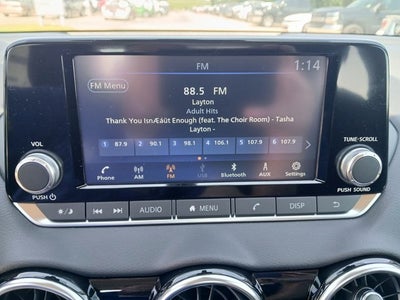 FM
1:14
FM Menu
88.5 FM
Layton
Adult Hits
Thank You IsnÆáût Enough (feat. The Choir Room) - Tasha
Layton -
1 87.9 2 90.1 3 98.1 4 106.1 5 107.9 6 107.9
Phone AM FM USB Bluetooth AUX Settings
VOL
PUSH
TUNE·SCROLL
PUSH SOUND
AUDIO MENU DISP